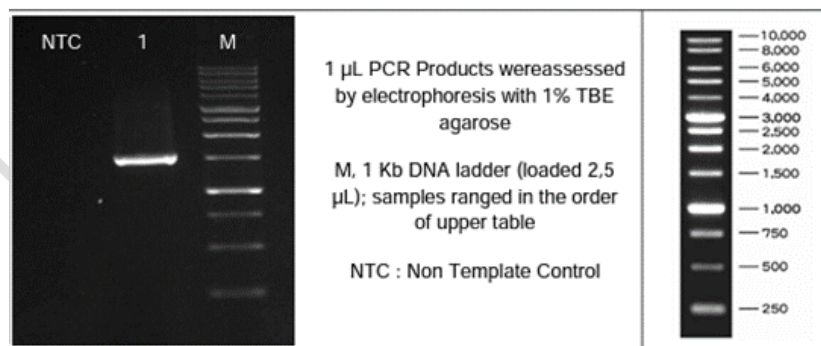 NTC 1 M
1 µL PCR Products wereassessed
by electrophoresis with 1% TBE
agarose
M, 1 Kb DNA ladder (loaded 2,5
µL); samples ranged in the order
of upper table
NTC : Non Template Control
10,000
8,000
6,000
5,000
4,000
3,000
2,500
2,000
1,500
1,000
750
500
250